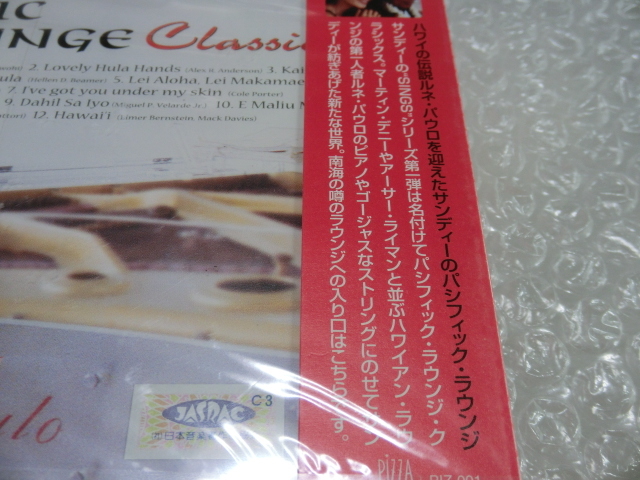 IC
Classic
2. Lovely Hula Hands (Alex R. Anderson) 3. Kai
(Hellen D. Beamer) 5. Lei Aloha, Lei Makamae
7. I've got you under my skin (Cole Porter)
9. Dahil Sa Iyo (Miguel P. Velarde Jr.) 10. E Maliu
12. Hawai'i (Limer Bernstein, Mack Davies)
JASRAC
C3
ハワイの伝説ルネ・パウロを迎えたサンディーのパシフィック・ラウンジ
サンディーの“SINGS”シリーズ第一弾は名付けてパシフィック・ラウンジ・ク
ラシックス。マーティン・デニーやアーサー・ライマンと並ぶハワイアン・ラウ
ンジの第一人者ルネ・パウロのピアノやゴージャスなストリングにのせてサン
ディーが紡ぎあげた新たな世界。南海の噂のラウンジへの入り口はこちらです。
PIZZA